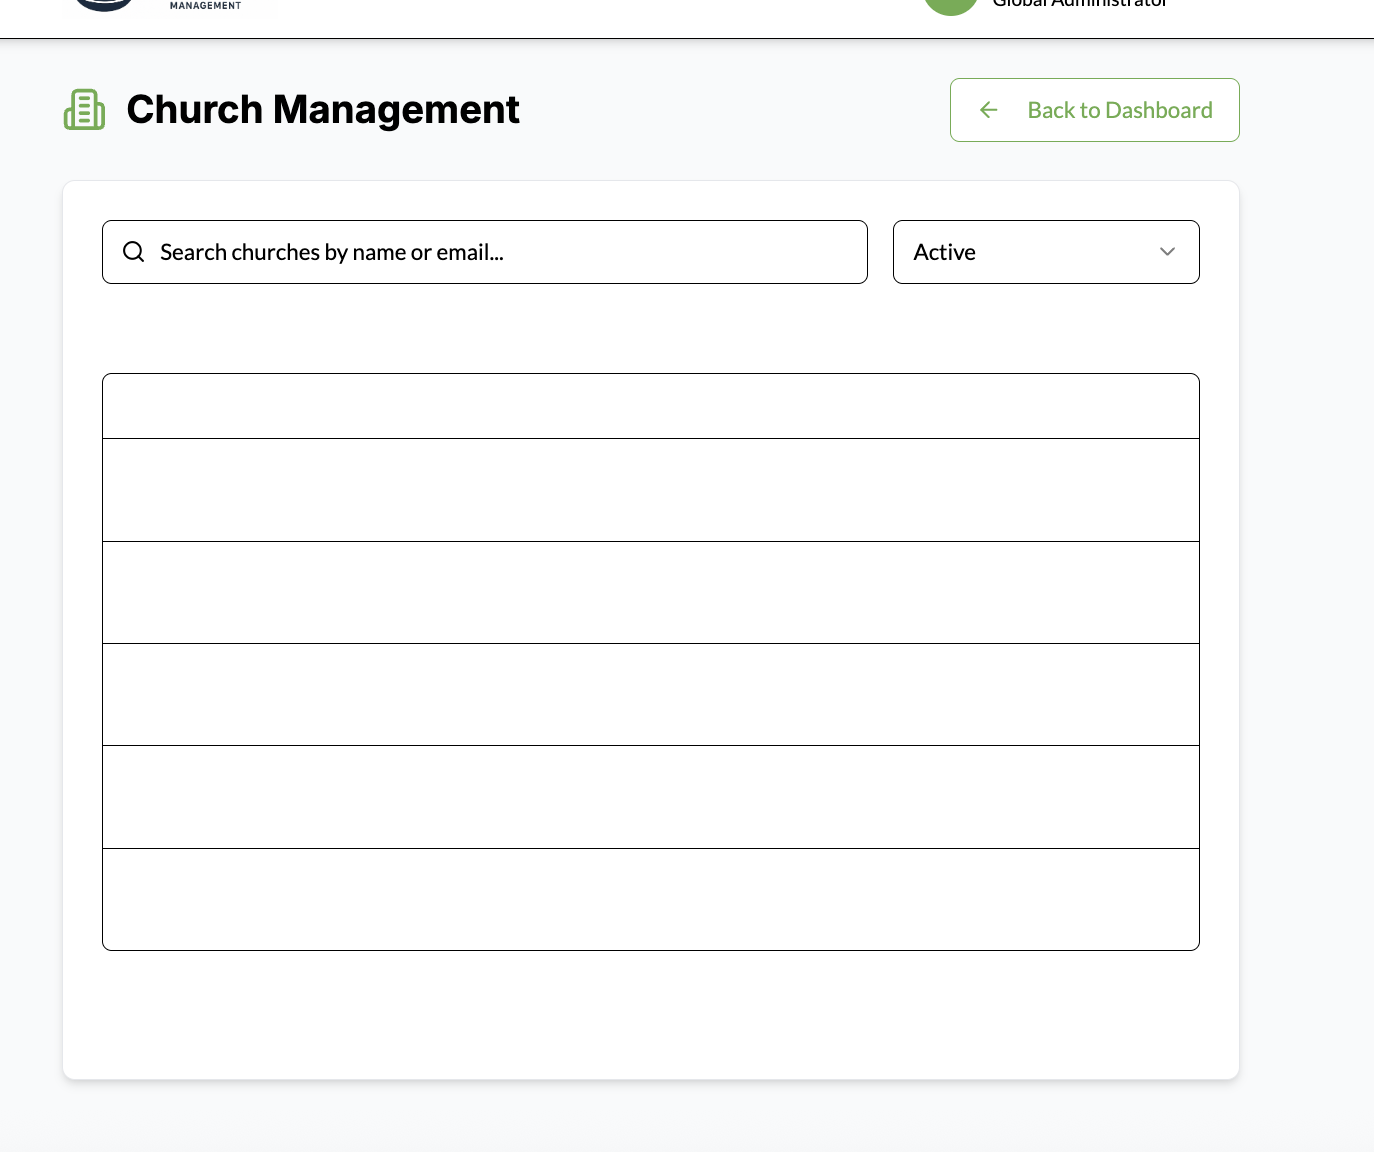 MANAGEMENT
Global Administrator
Church Management
Back to Dashboard
Search churches by name or email...
Active